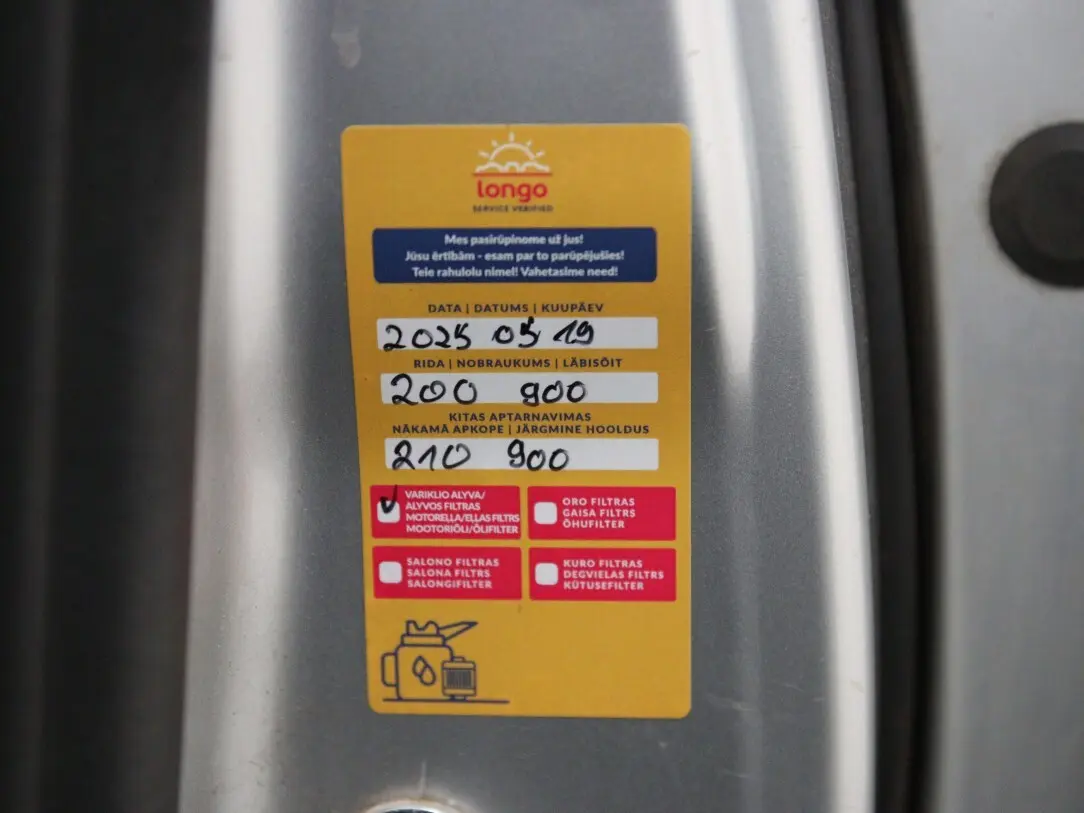 longo
SERVICE VERIFIED
Mes pasirūpinome už jus!
Jūsu ērtībām - esam par to parūpējušies!
Teie rahulolu nimel! Vahetasime need!
DATA | DATUMS | KUUPÄEV
2025 05 19
RIDA | NOBRAUKUMS | LÄBISÕIT
200 900
KITAS APTARNAVIMAS
NĀKAMĀ APKOPE | JÄRGMINE HOOLDUS
210 900
VARIKLIO ALYVA/
ALYVOS FILTRAS
MOTOREĻĻA/EĻĻAS FILTRS
MOOTORIÕLI/ÕLIFILTER
ORO FILTRAS
GAISA FILTRS
ÕHUFILTER
SALONO FILTRAS
SALONA FILTRS
SALONGIFILTER
KURO FILTRAS
DEGVIELAS FILTRS
KÜTUSEFILTER